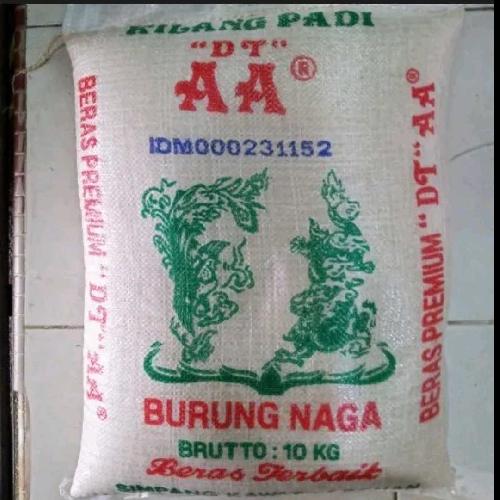 KILANG PADI
"DT"
AA®
IDM000231152
BURUNG NAGA
BRUTTO: 10 KG
Beras Terbaik
SIMPANG
BERAS PREMIUM "DT" AA®
BERAS PREMIUM "DT" AA®